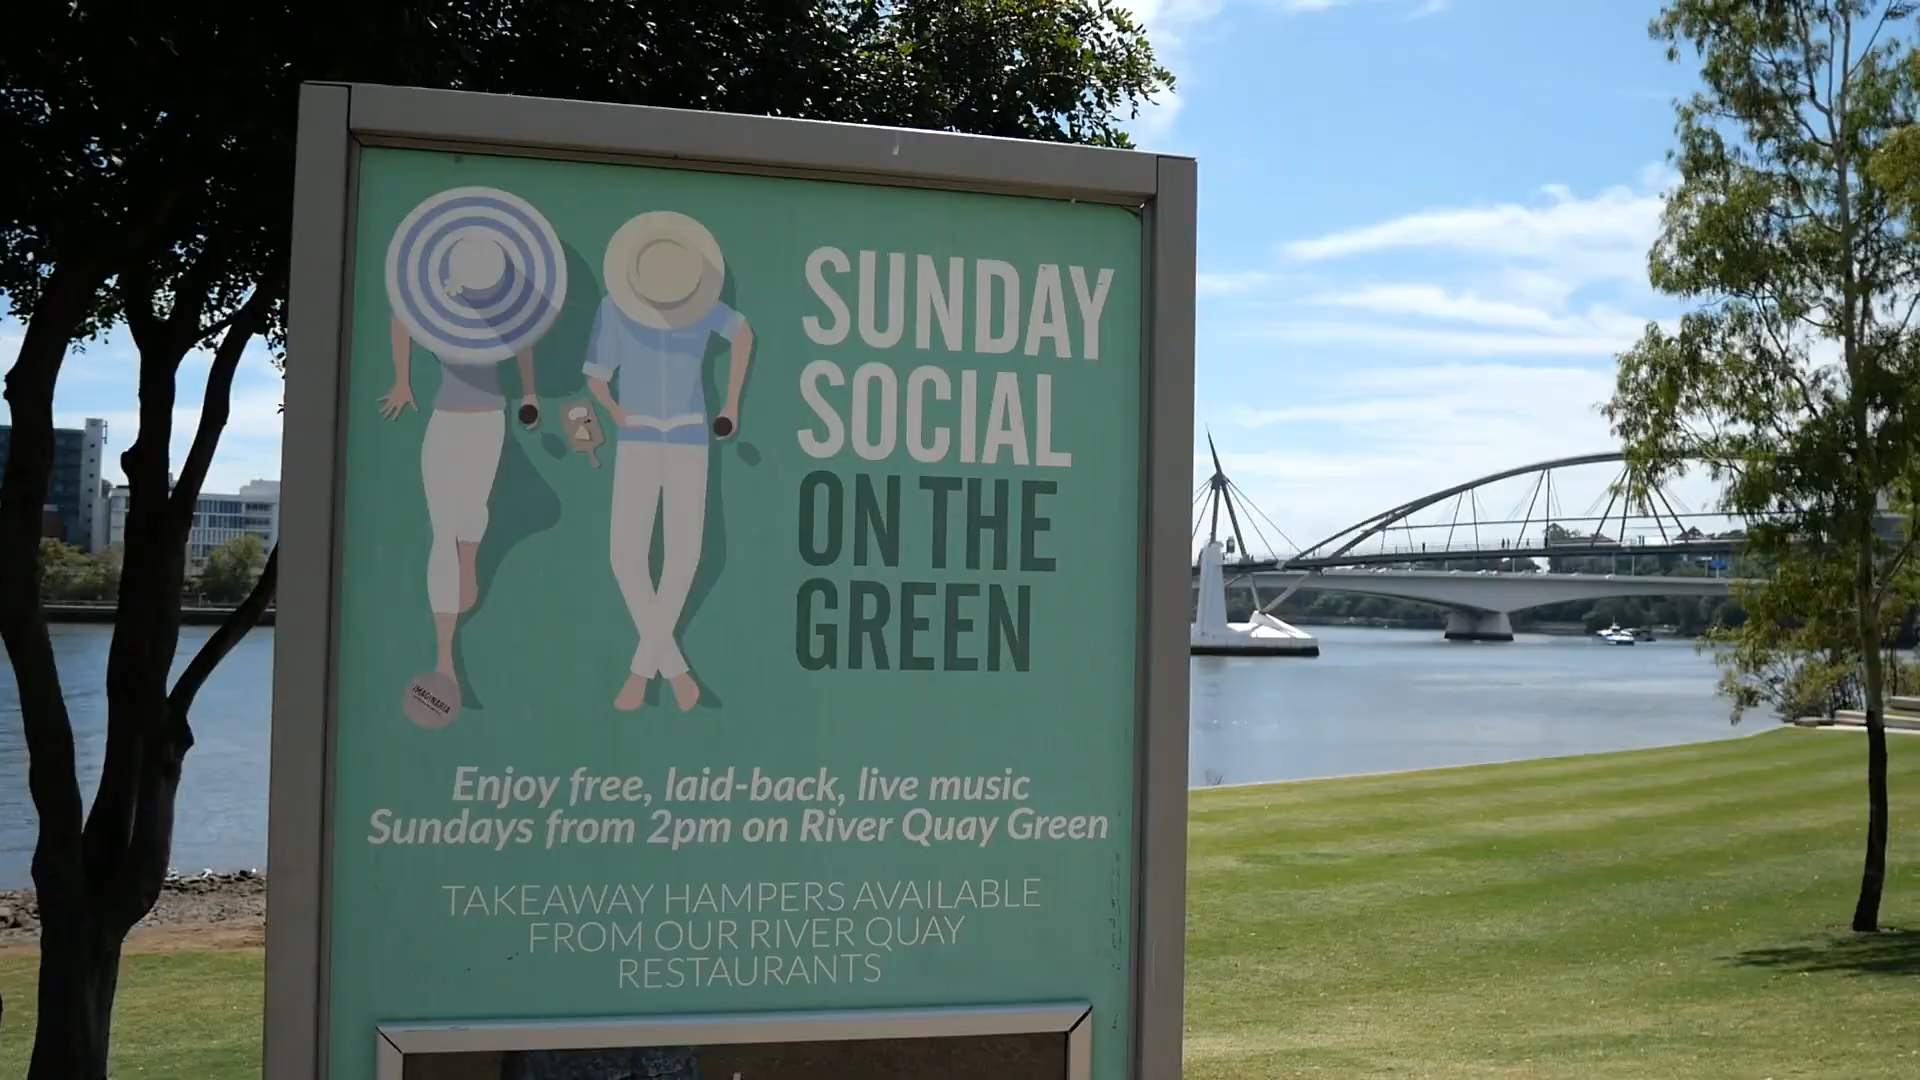 SUNDAY
SOCIAL
ON THE
GREEN
IMAGINARIA
Enjoy free, laid-back, live music
Sundays from 2pm on River Quay Green
TAKEAWAY HAMPERS AVAILABLE
FROM OUR RIVER QUAY
RESTAURANTS